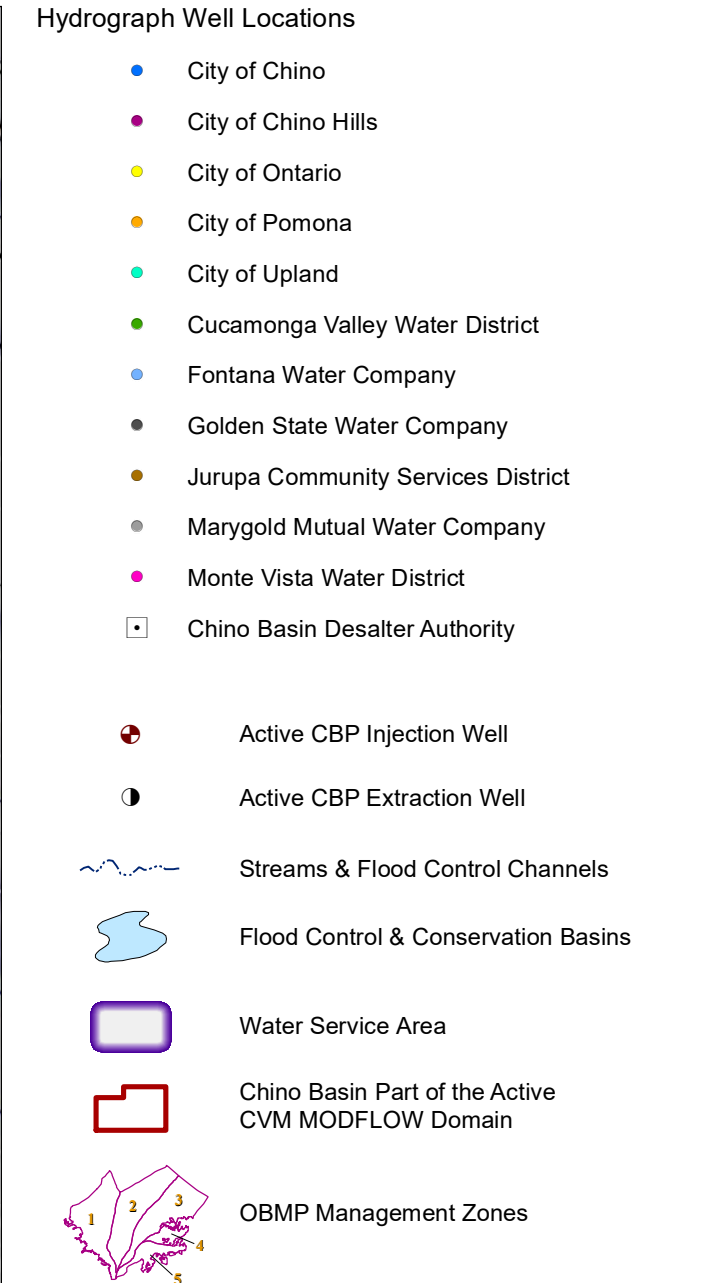 Hydrograph Well Locations
City of Chino
City of Chino Hills
City of Ontario
City of Pomona
City of Upland
Cucamonga Valley Water District
Fontana Water Company
Golden State Water Company
Jurupa Community Services District
Marygold Mutual Water Company
Monte Vista Water District
Chino Basin Desalter Authority
Active CBP Injection Well
Active CBP Extraction Well
Streams & Flood Control Channels
Flood Control & Conservation Basins
Water Service Area
Chino Basin Part of the Active
CVM MODFLOW Domain
1
2
3
4
5
OBMP Management Zones